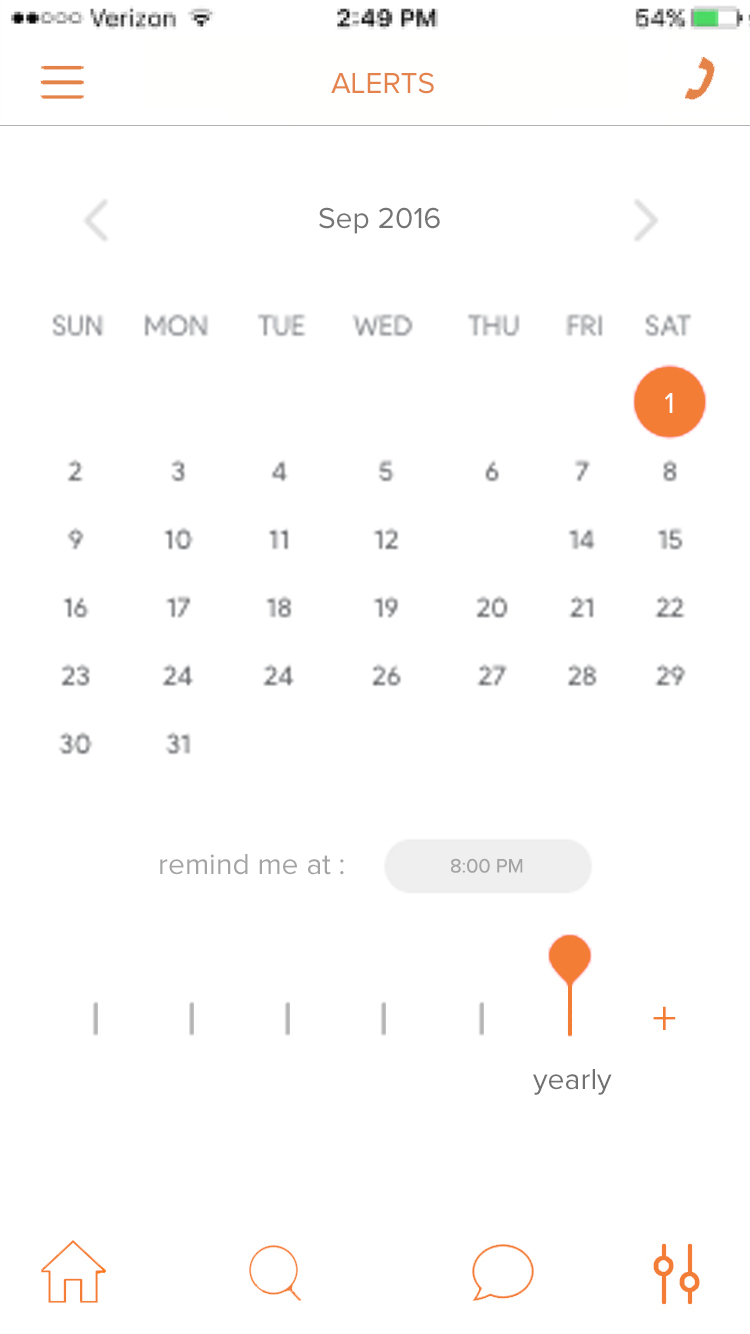 Verizon 2:49 PM 54%
ALERTS
Sep 2016
SUN MON TUE WED THU FRI SAT
1
2 3 4 5 6 7 8
9 10 11 12 14 15
16 17 18 19 20 21 22
23 24 24 26 27 28 29
30 31
remind me at : 8:00 PM
+
yearly